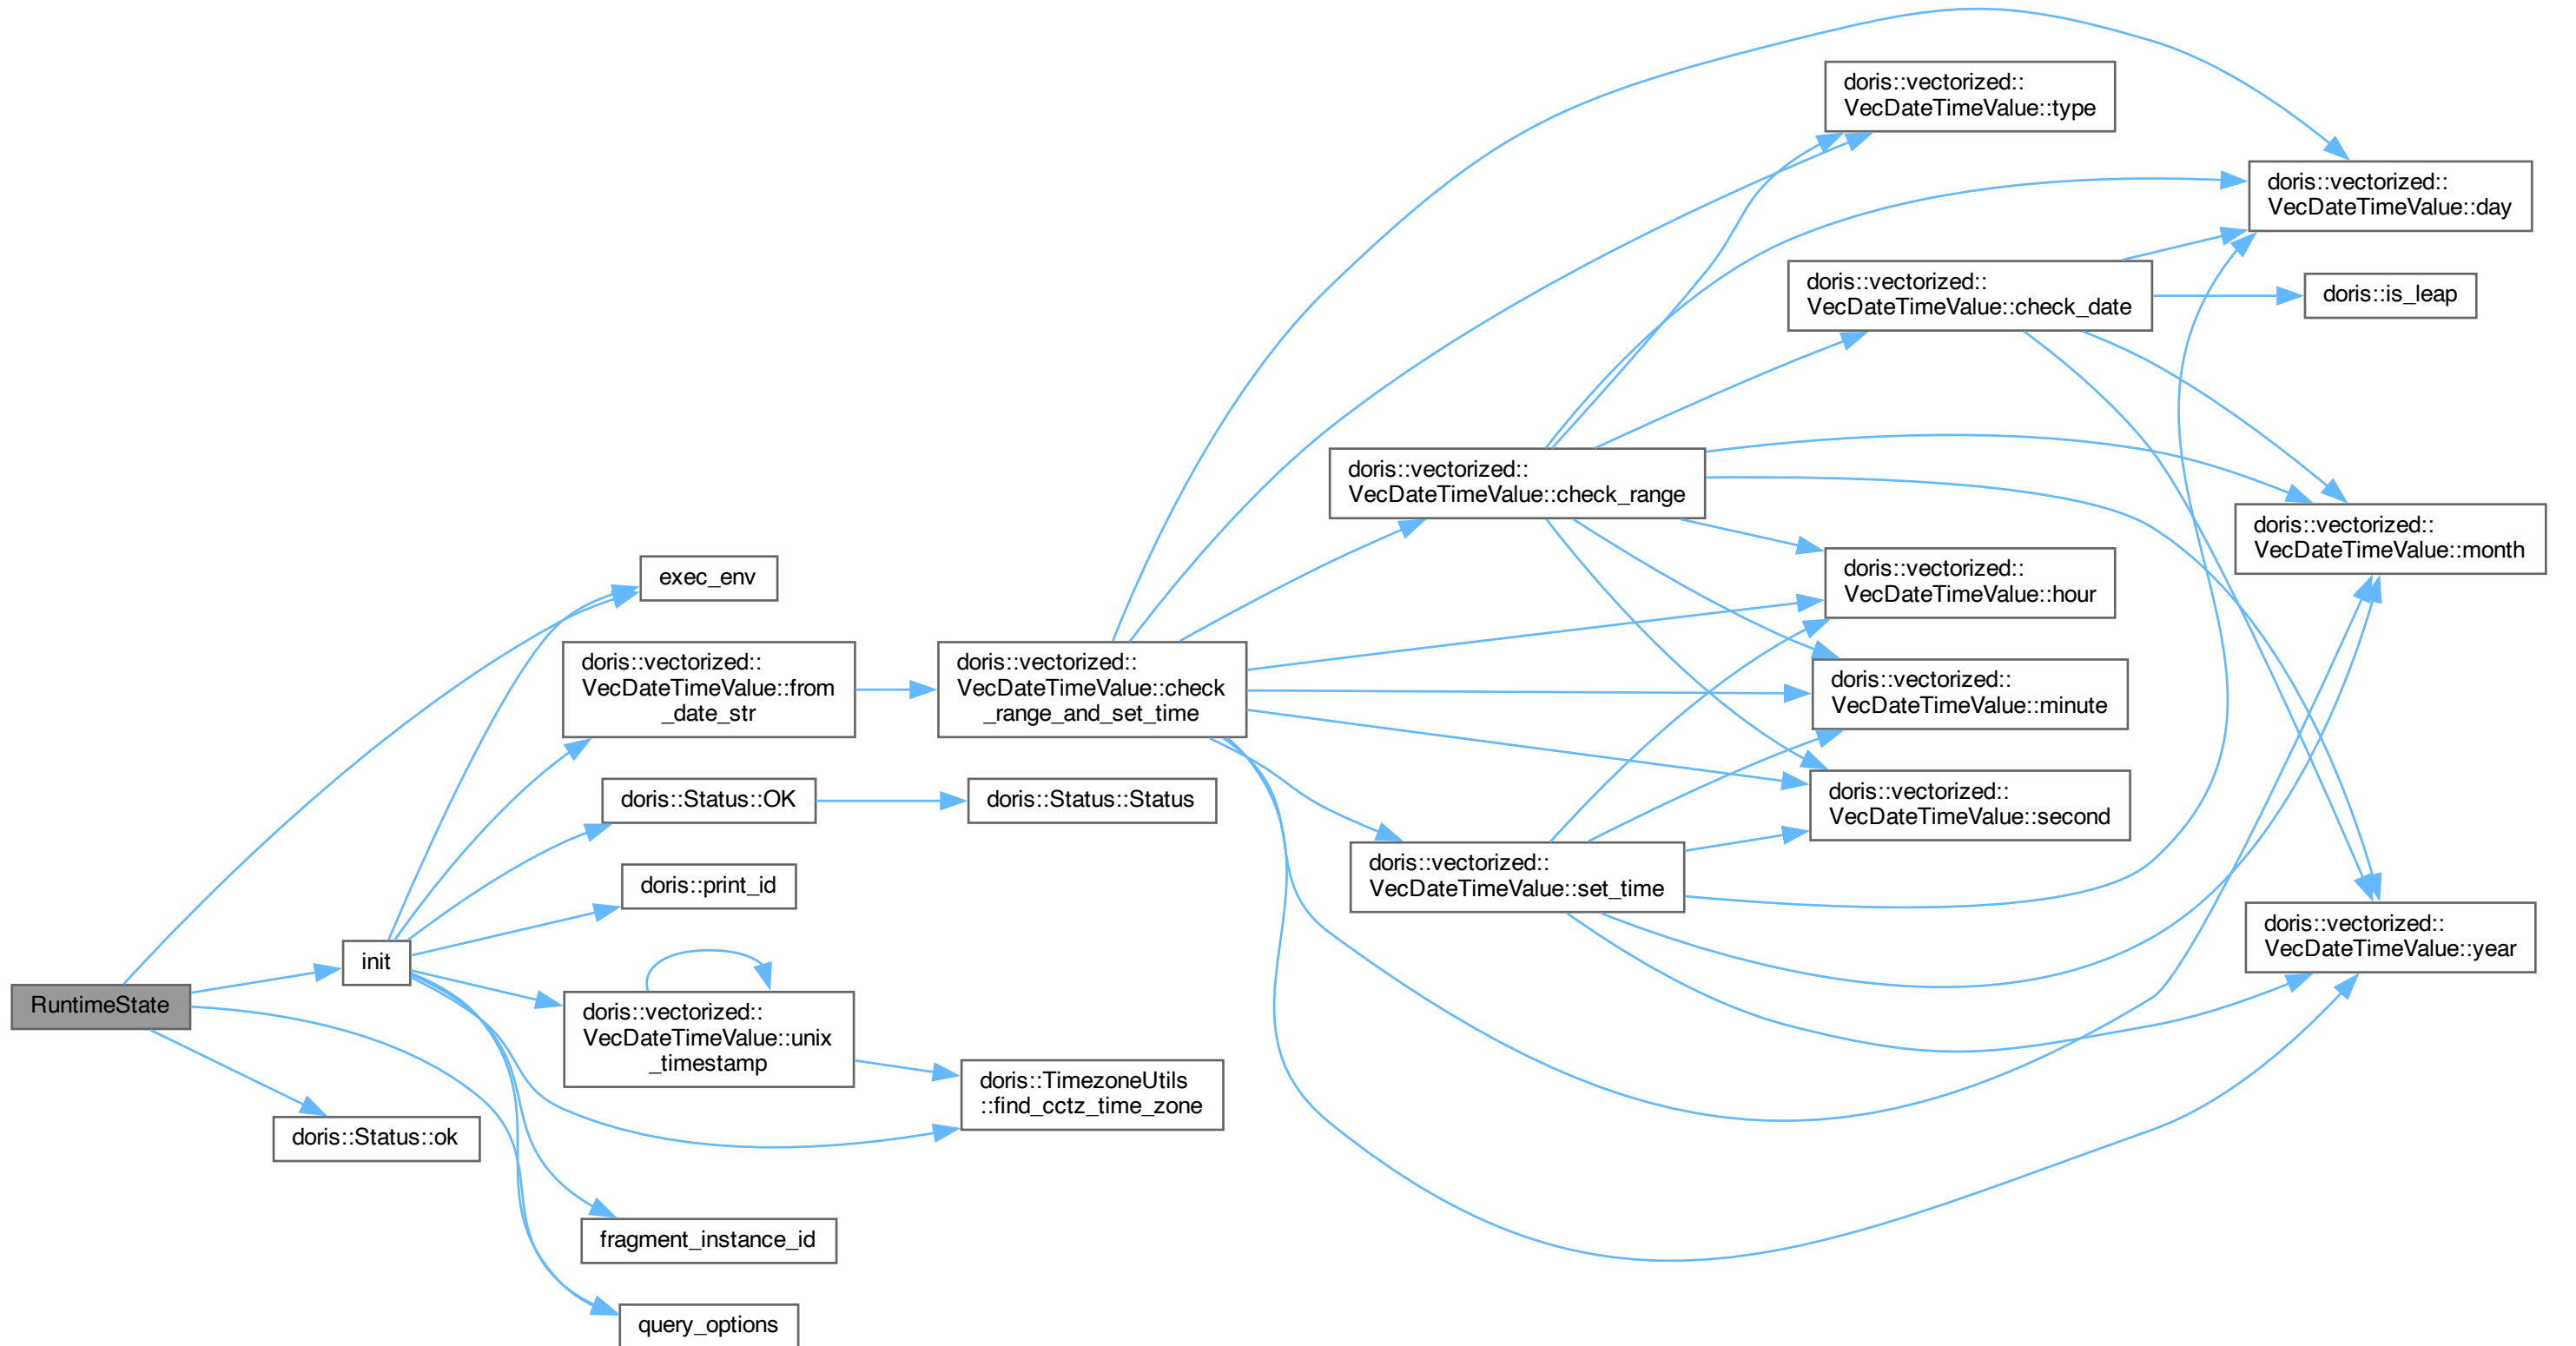 RuntimeState
init
doris::Status::ok
exec_env
doris::vectorized::
VecDateTimeValue::from
_date_str
doris::Status::OK
doris::print_id
doris::vectorized::
VecDateTimeValue::unix
_timestamp
fragment_instance_id
query_options
doris::vectorized::
VecDateTimeValue::check
_range_and_set_time
doris::Status::Status
doris::TimezoneUtils
::find_cctz_time_zone
doris::vectorized::
VecDateTimeValue::check_range
doris::vectorized::
VecDateTimeValue::set_time
doris::vectorized::
VecDateTimeValue::type
doris::vectorized::
VecDateTimeValue::check_date
doris::vectorized::
VecDateTimeValue::hour
doris::vectorized::
VecDateTimeValue::minute
doris::vectorized::
VecDateTimeValue::second
doris::vectorized::
VecDateTimeValue::day
doris::is_leap
doris::vectorized::
VecDateTimeValue::month
doris::vectorized::
VecDateTimeValue::year